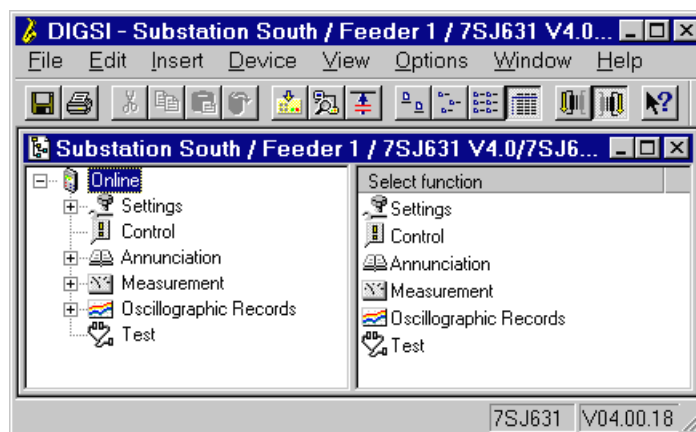 DIGSI - Substation South / Feeder 1 / 7SJ631 V4.0...
File Edit Insert Device View Options Window Help
Substation South / Feeder 1 / 7SJ631 V4.0/7SJ6...
Online
Settings
Control
Annunciation
Measurement
Oscillographic Records
Test
Select function
Settings
Control
Annunciation
Measurement
Oscillographic Records
Test
7SJ631 V04.00.18